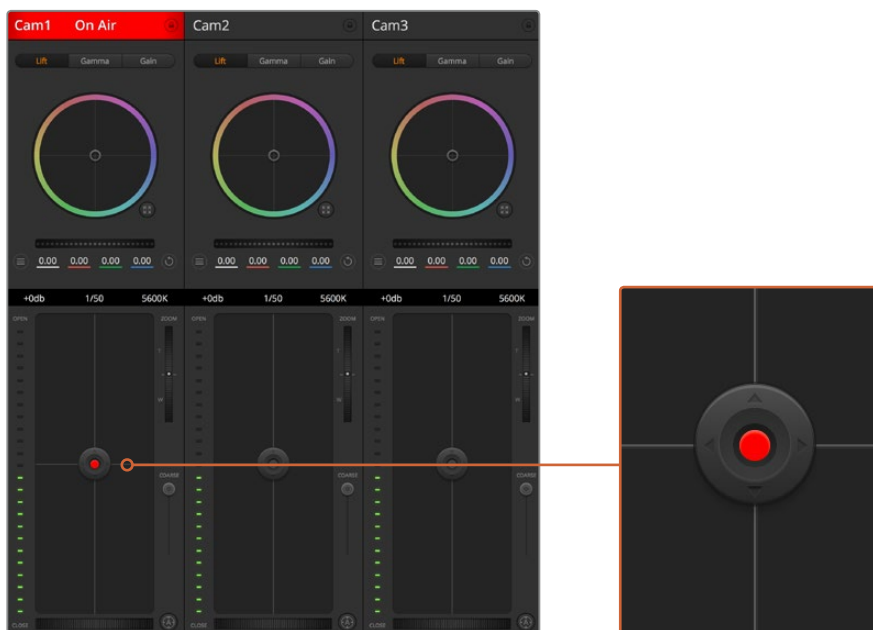 Cam1 On Air Cam2 Cam3
Lift Gamma Gain Lift Gamma Gain Lift Gamma Gain
0.00 0.00 0.00 0.00 0.00 0.00 0.00 0.00 0.00 0.00 0.00 0.00
+0db 1/50 5600K +0db 1/50 5600K +0db 1/50 5600K
OPEN ZOOM OPEN ZOOM OPEN ZOOM
T T T
W W W
COARSE COARSE COARSE
CLOSE A CLOSE A CLOSE A